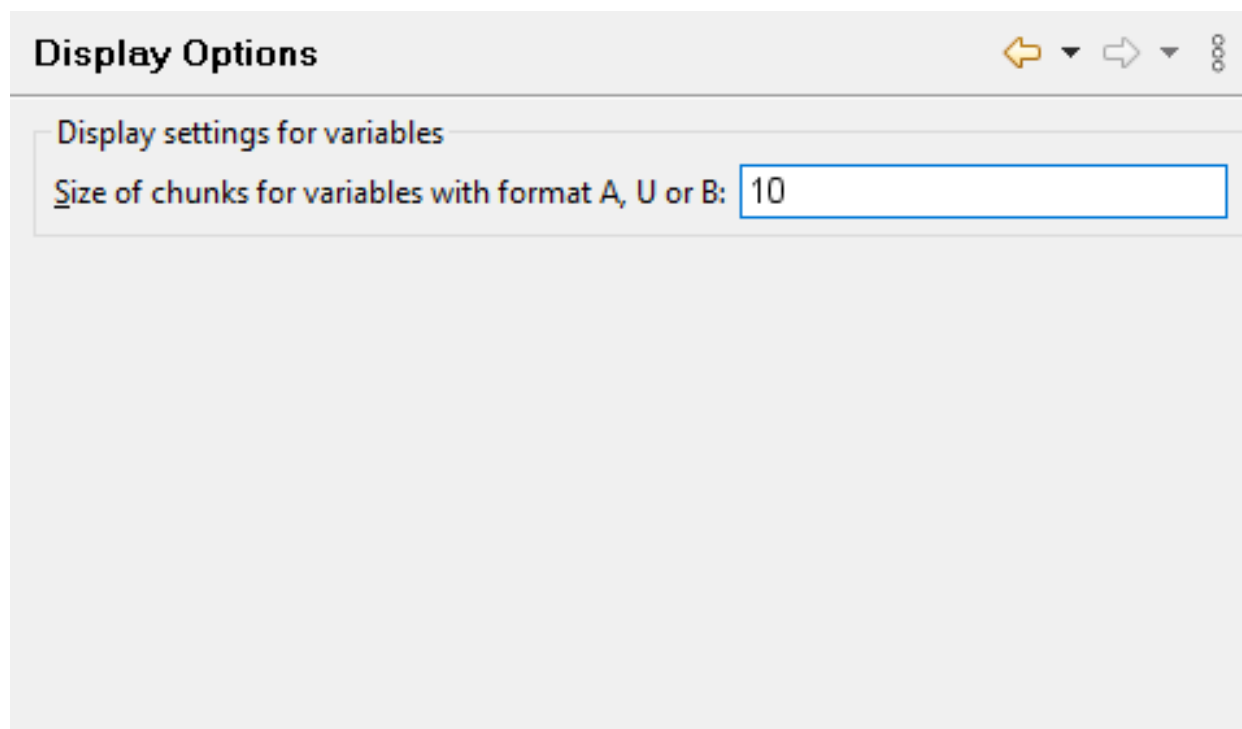 Display Options
Display settings for variables
Size of chunks for variables with format A, U or B: 10